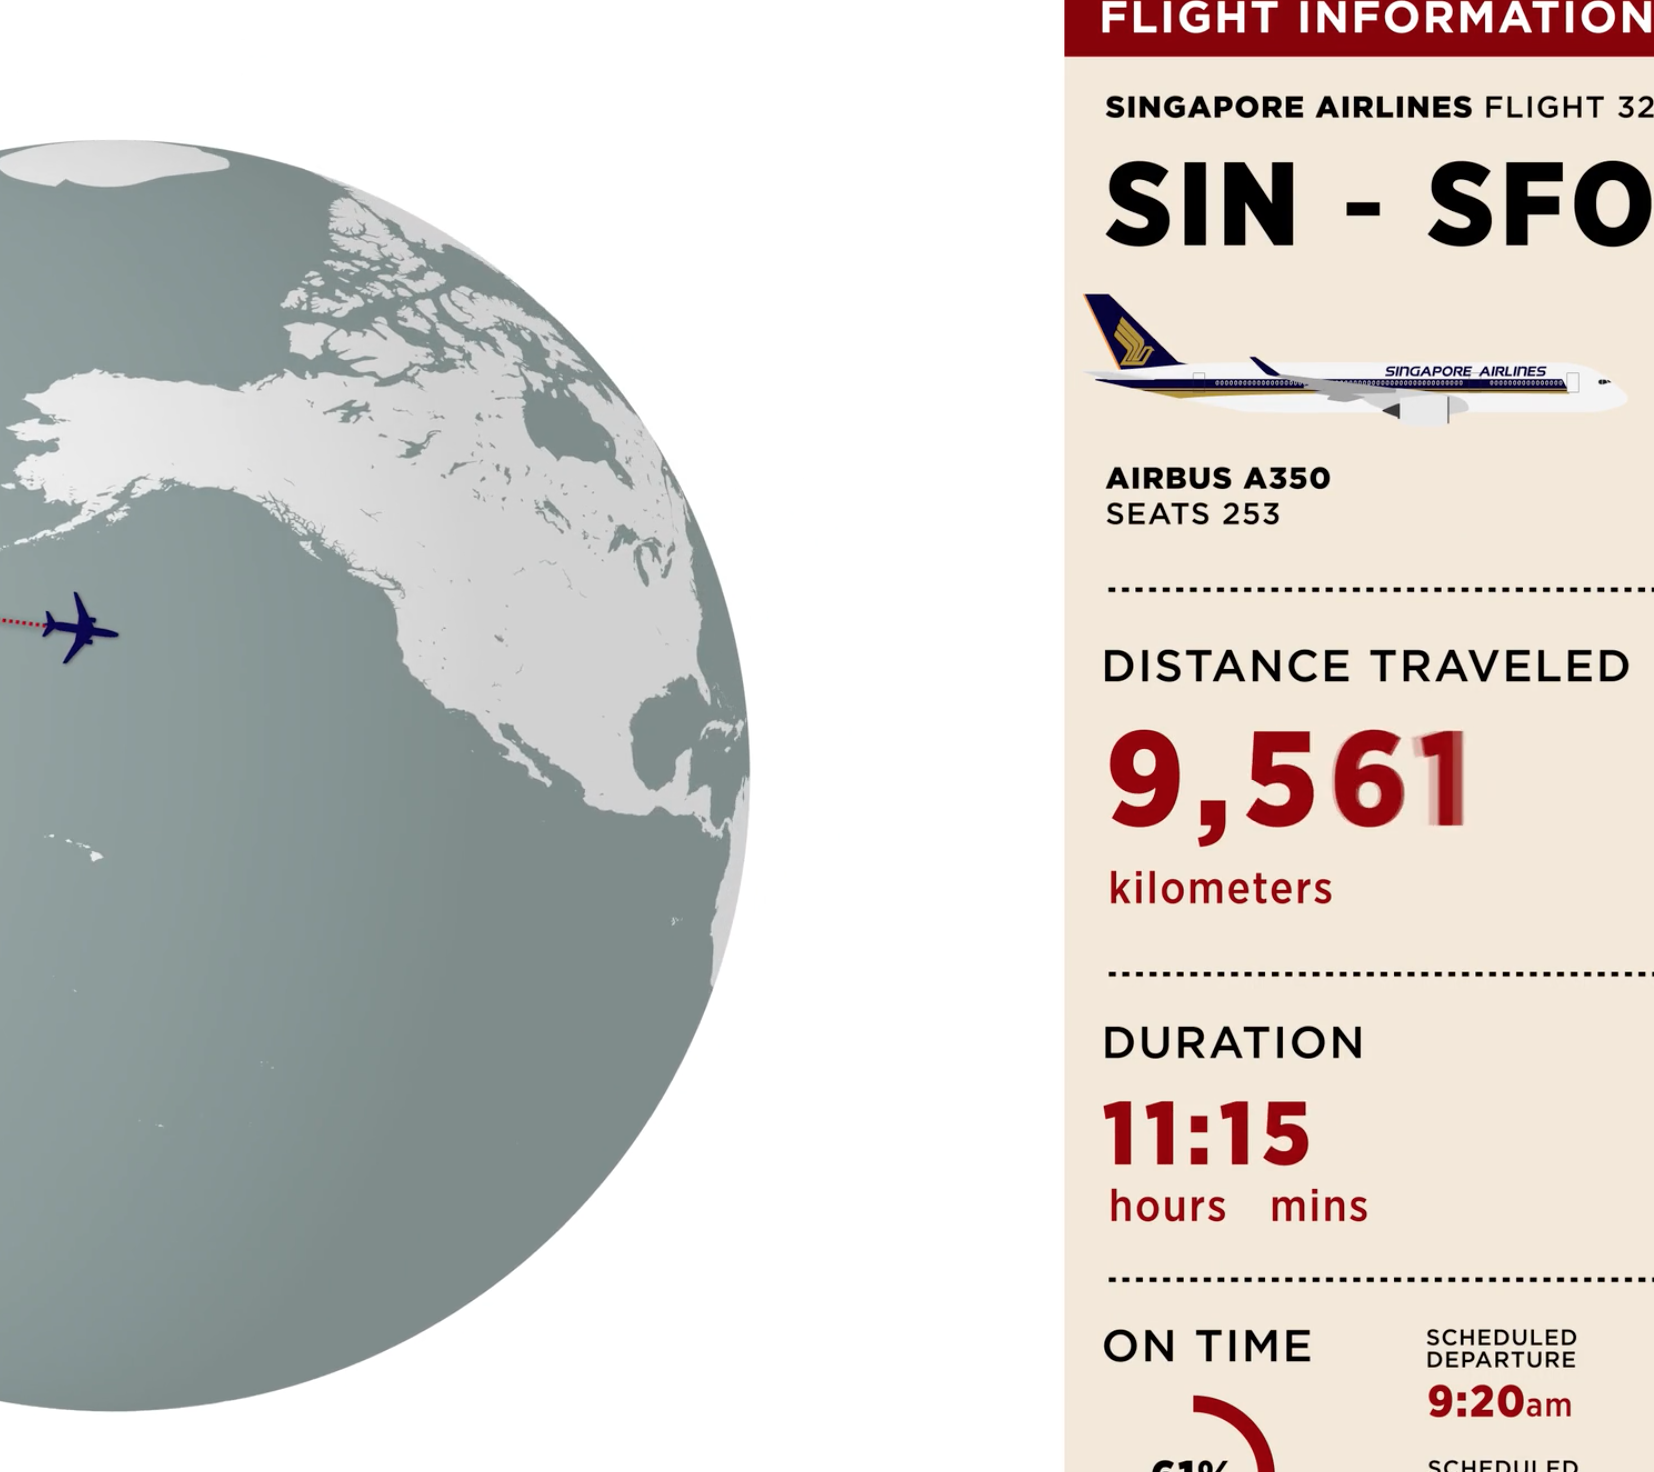 FLIGHT INFORMATION
SINGAPORE AIRLINES FLIGHT 32
SIN - SFO
SINGAPORE AIRLINES
AIRBUS A350
SEATS 253
DISTANCE TRAVELED
9,561
kilometers
DURATION
11:15
hours mins
ON TIME
61%
SCHEDULED
DEPARTURE
9:20am
SCHEDULED